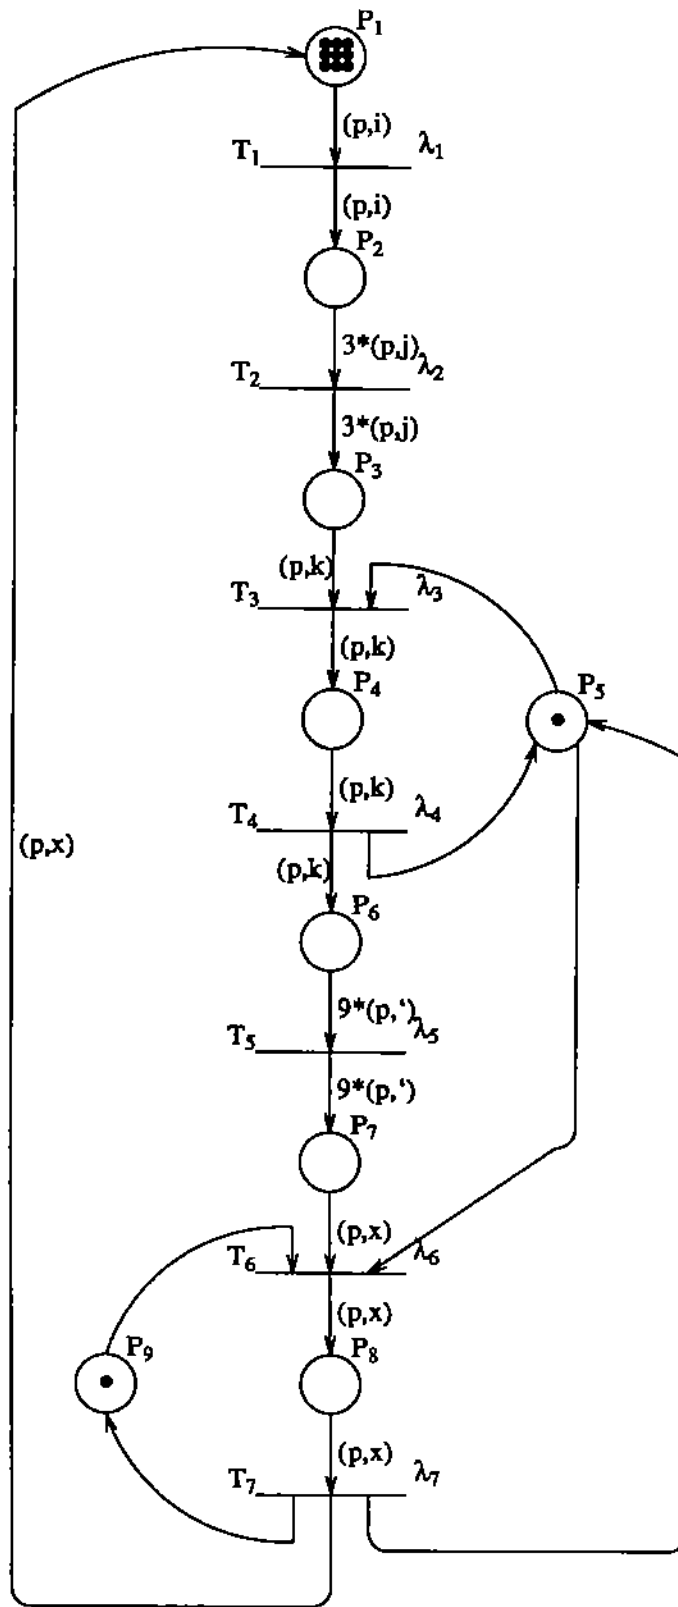 P₁
(p,i)
T₁ λ₁
(p,i)
P₂
3*(p,j)
T₂ λ₂
3*(p,j)
P₃
(p,k)
T₃ λ₃
(p,k)
P₄ P₅
(p,k)
T₄ λ₄
(p,x)
(p,k)
P₆
9*(p,‘)
T₅ λ₅
9*(p,‘)
P₇
(p,x)
T₆ λ₆
(p,x)
P₉ P₈
(p,x)
T₇ λ₇